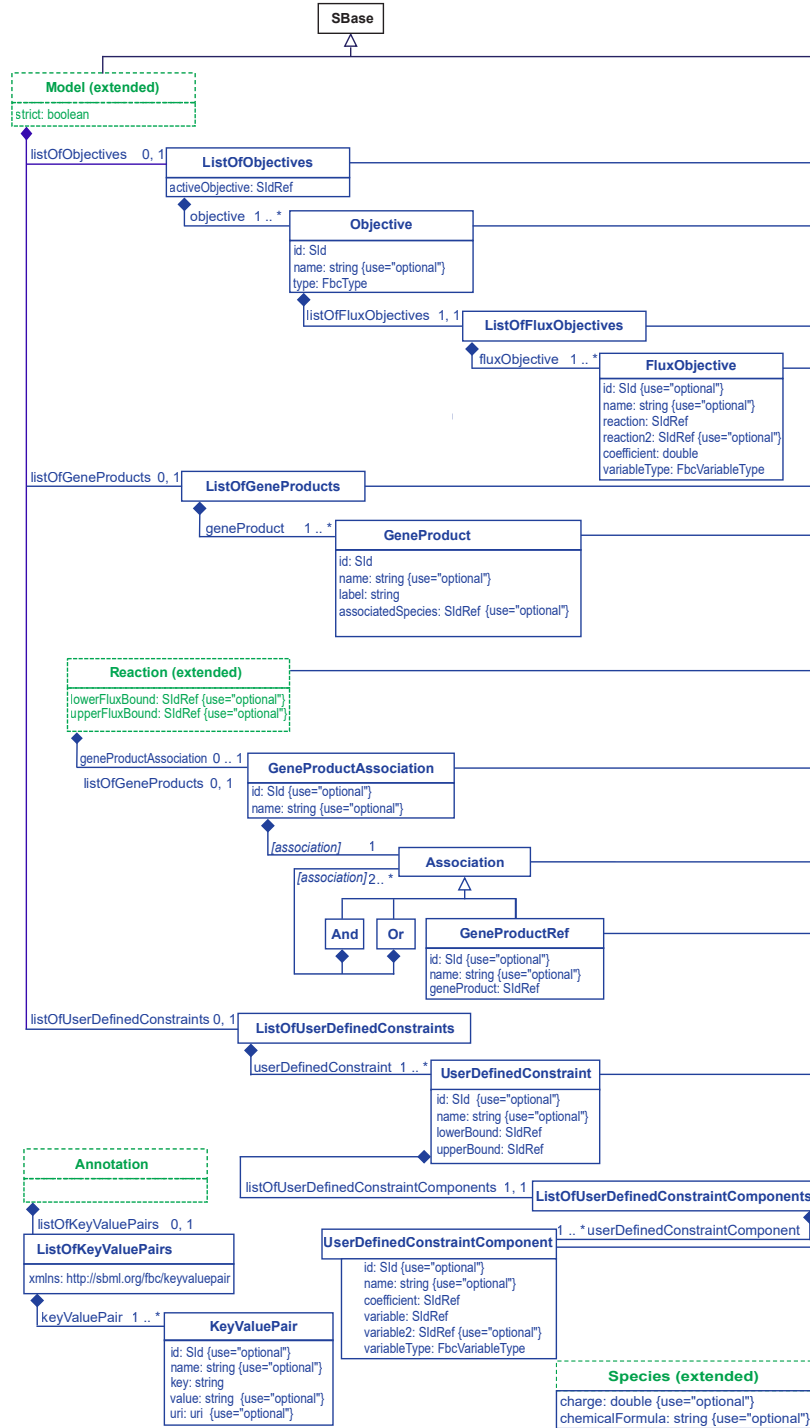 SBase
Model (extended)
strict: boolean
listOfObjectives 0, 1
ListOfObjectives
activeObjective: SIdRef
objective 1 .. *
Objective
id: SId
name: string {use="optional"}
type: FbcType
listOfFluxObjectives 1, 1
ListOfFluxObjectives
fluxObjective 1 .. *
FluxObjective
id: SId {use="optional"}
name: string {use="optional"}
reaction: SIdRef
reaction2: SIdRef {use="optional"}
coefficient: double
variableType: FbcVariableType
listOfGeneProducts 0, 1
ListOfGeneProducts
geneProduct 1 .. *
GeneProduct
id: SId
name: string {use="optional"}
label: string
associatedSpecies: SIdRef {use="optional"}
Reaction (extended)
lowerFluxBound: SIdRef {use="optional"}
upperFluxBound: SIdRef {use="optional"}
geneProductAssociation 0 .. 1
listOfGeneProducts 0, 1
GeneProductAssociation
id: SId {use="optional"}
name: string {use="optional"}
[association] 1
Association
[association] 2.. *
And
Or
GeneProductRef
id: SId {use="optional"}
name: string {use="optional"}
geneProduct: SIdRef
listOfUserDefinedConstraints 0, 1
ListOfUserDefinedConstraints
userDefinedConstraint 1 .. *
UserDefinedConstraint
id: SId {use="optional"}
name: string {use="optional"}
lowerBound: SIdRef
upperBound: SIdRef
listOfUserDefinedConstraintComponents 1, 1
ListOfUserDefinedConstraintComponents
1 .. * userDefinedConstraintComponent
UserDefinedConstraintComponent
id: SId {use="optional"}
name: string {use="optional"}
coefficient: SIdRef
variable: SIdRef
variable2: SIdRef {use="optional"}
variableType: FbcVariableType
Annotation
listOfKeyValuePairs 0, 1
ListOfKeyValuePairs
xmlns: http://sbml.org/fbc/keyvaluepair
keyValuePair 1 .. *
KeyValuePair
id: SId {use="optional"}
name: string {use="optional"}
key: string
value: string {use="optional"}
uri: uri {use="optional"}
Species (extended)
charge: double {use="optional"}
chemicalFormula: string {use="optional"}